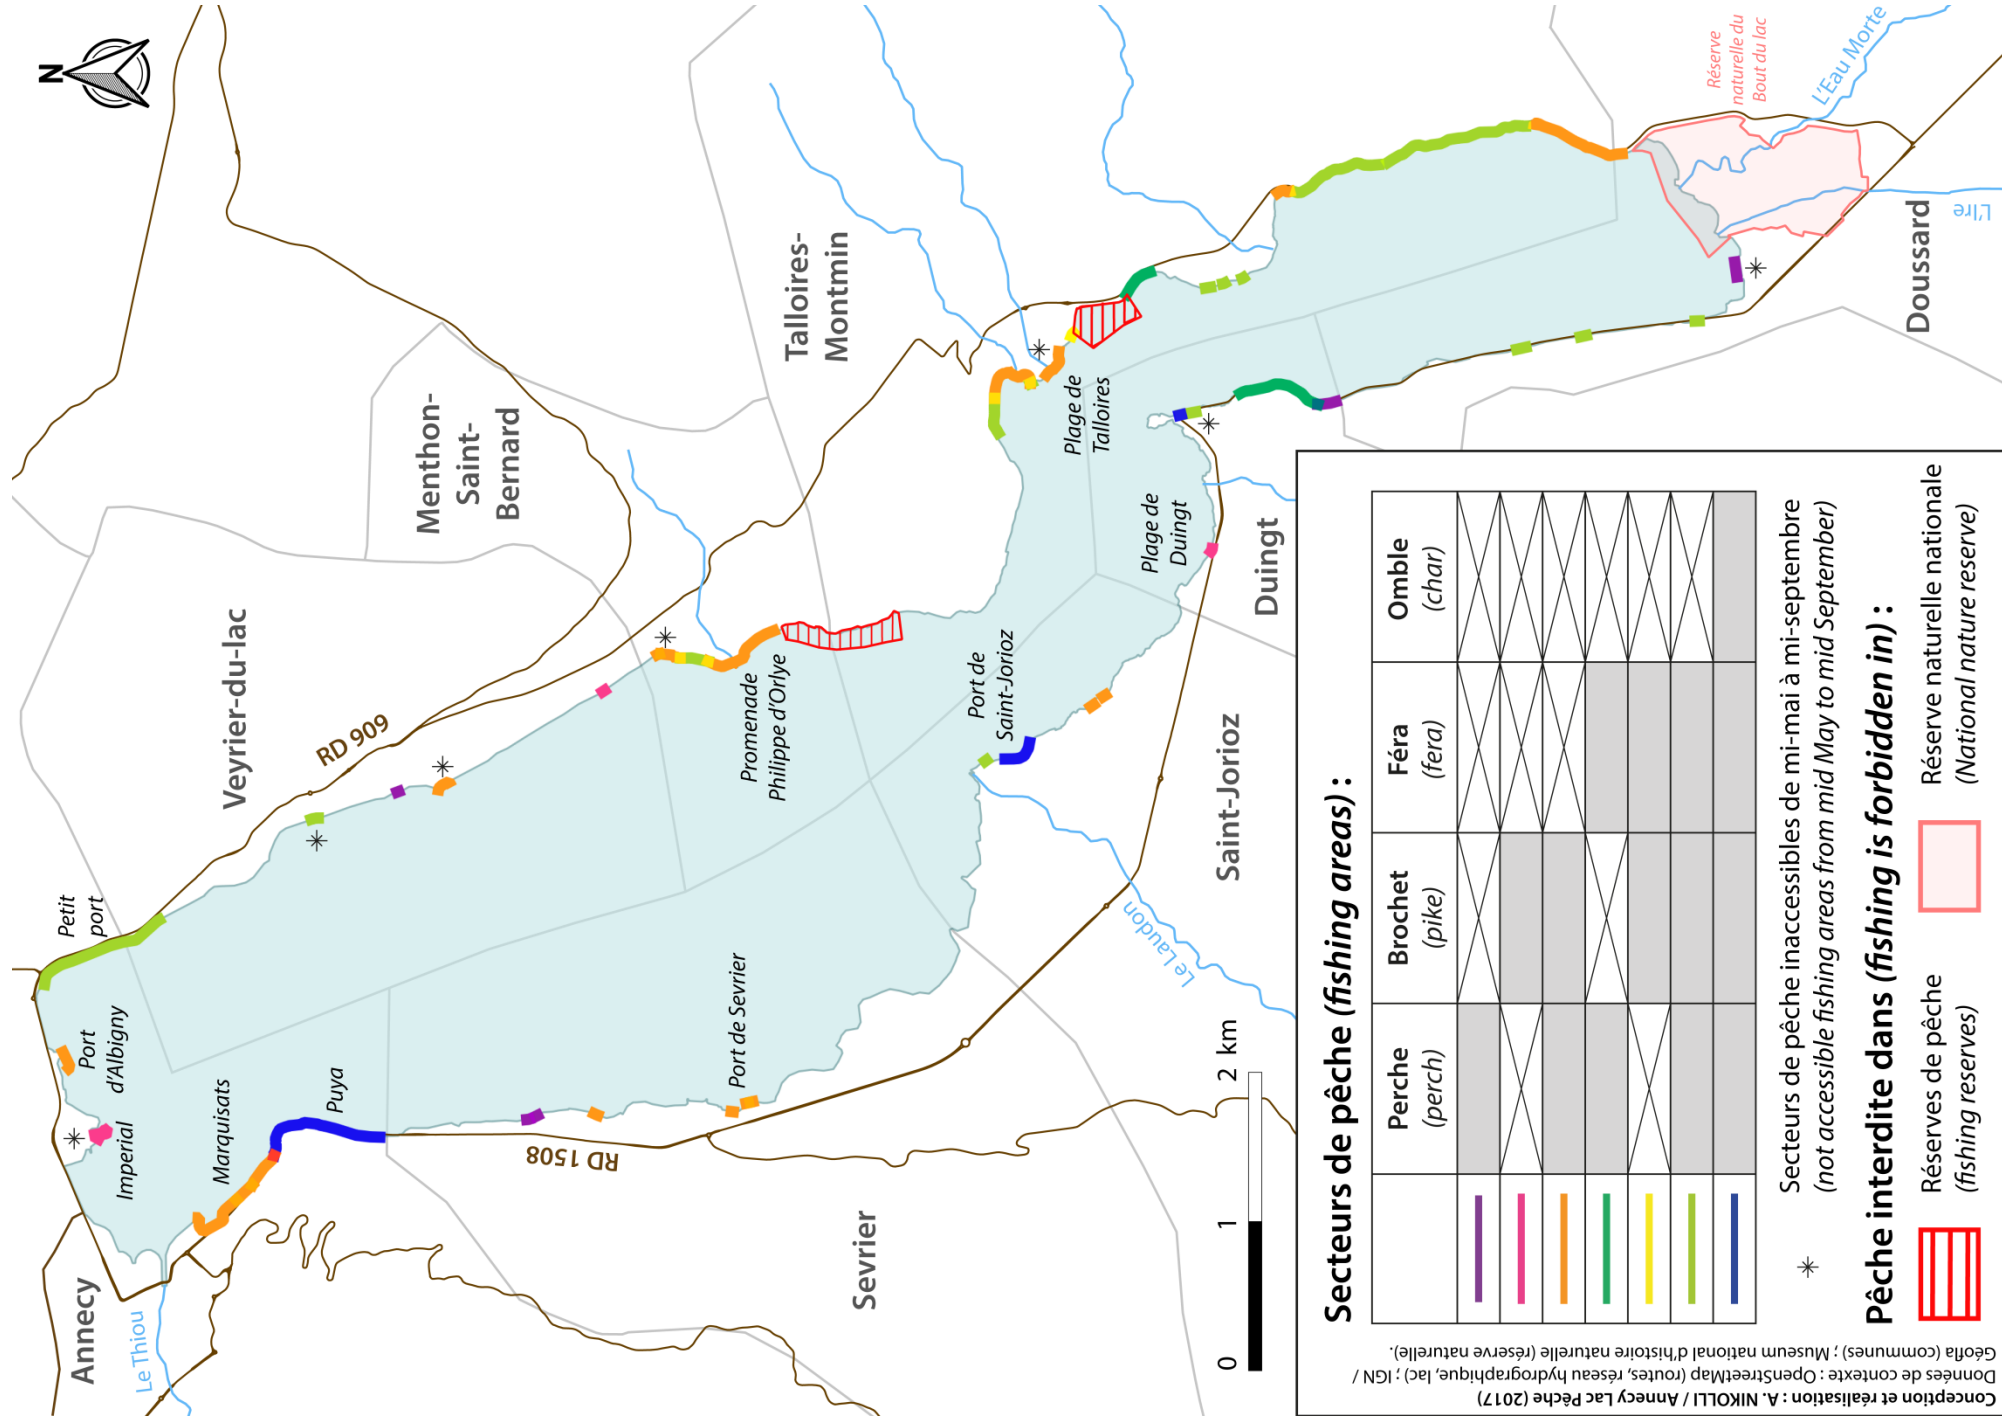 N
Annecy
Le Thiou
Imperial
Port
d'Albigny
Petit
port
Marquisats
Puya
Veyrier-du-lac
RD 909
Menthon-
Saint-
Bernard
Talloires-
Montmin
Promenade
Philippe d'Orlye
Port de Sevrier
RD 1508
Sevrier
Port de
Saint-Jorioz
Le Laudon
Saint-Jorioz
Plage de
Duingt
Duingt
Plage de
Talloires
Réserve
naturelle du
Bout du lac
L'Eau Morte
L'Ire
Doussard
0 1 2 km
Secteurs de pêche (fishing areas) :
Perche
(perch)
Brochet
(pike)
Féra
(fera)
Omble
(char)
Secteurs de pêche inaccessibles de mi-mai à mi-septembre
(not accessible fishing areas from mid May to mid September)
Pêche interdite dans (fishing is forbidden in) :
Réserves de pêche
(fishing reserves)
Réserve naturelle nationale
(National nature reserve)
Conception et réalisation : A. NIKOLLI / Annecy Lac Pêche (2017)
Données de contexte : OpenStreetMap (routes, réseau hydrographique, lac) ; IGN /
Geofla (communes) ; Museum national d'histoire naturelle (réserve naturelle).